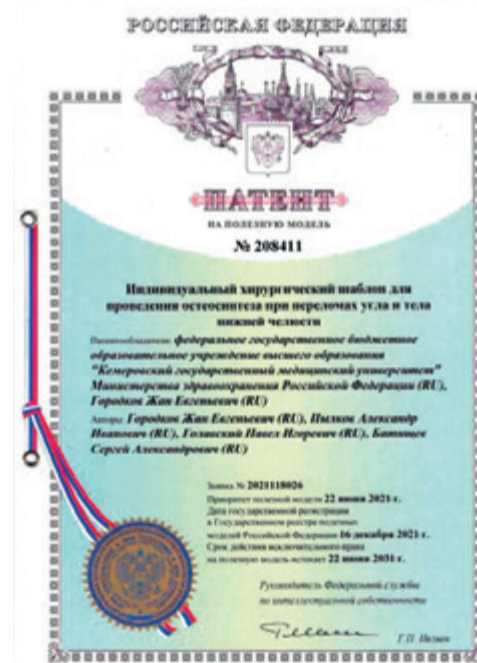 РОССИЙСКАЯ ФЕДЕРАЦИЯ
ПАТЕНТ
НА ПОЛЕЗНУЮ МОДЕЛЬ
№ 208411
Индивидуальный хирургический шаблон для
проведения остеосинтеза при переломах угла и тела
нижней челюсти
Патентообладатели: федеральное государственное бюджетное
образовательное учреждение высшего образования
"Кемеровский государственный медицинский университет"
Министерства здравоохранения Российской Федерации (RU),
Городков Жан Евгеньевич (RU)
Авторы: Городков Жан Евгеньевич (RU), Пылков Александр
Иванович (RU), Голавский Павел Игоревич (RU), Батищев
Сергей Александрович (RU)
Заявка № 2021118026
Приоритет полезной модели 22 июня 2021 г.
Дата государственной регистрации
в Государственном реестре полезных
моделей Российской Федерации 16 декабря 2021 г.
Срок действия исключительного права
на полезную модель истекает 22 июня 2031 г.
Руководитель Федеральной службы
по интеллектуальной собственности
Г.П. Ивлиев